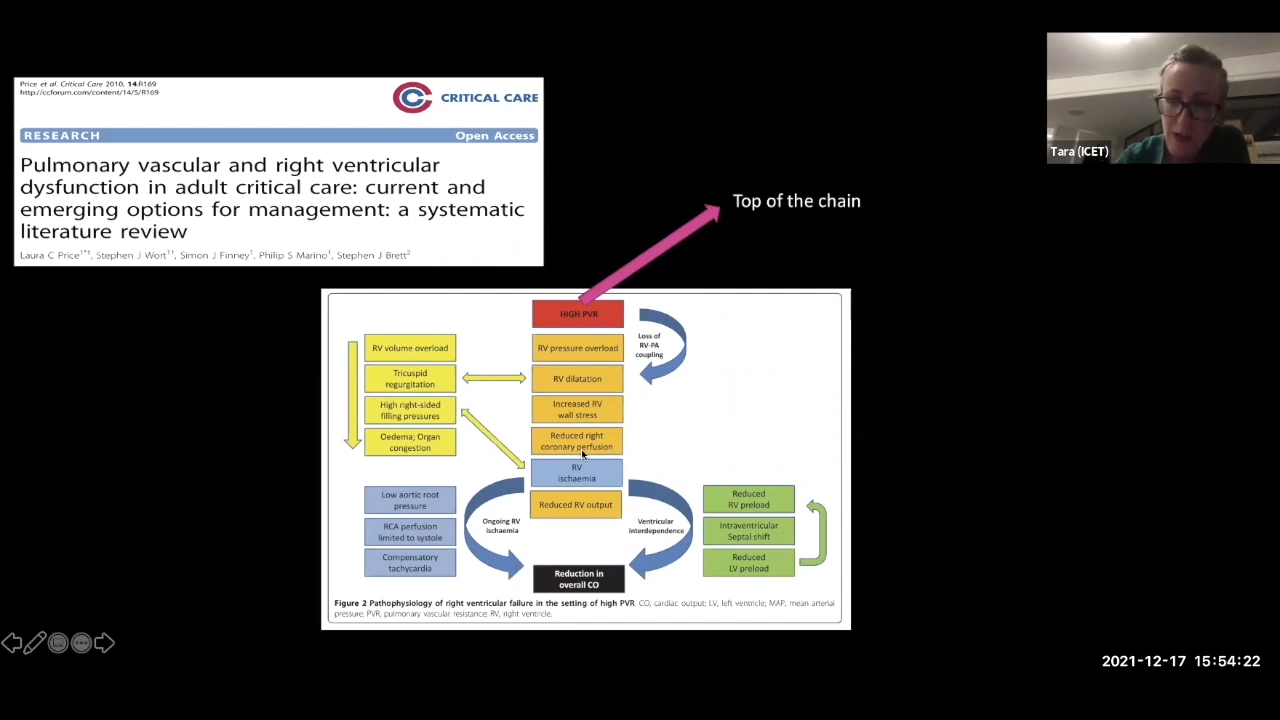 Price et al. Critical Care 2010, 14:R169
http://ccforum.com/content/14/5/R169
CRITICAL CARE
RESEARCH
Open Access
Pulmonary vascular and right ventricular
dysfunction in adult critical care: current and
emerging options for management: a systematic
literature review
Laura C Price1*†, Stephen J Wort1†, Simon J Finney1, Philip S Marino1, Stephen J Brett2
Tara (ICET)
Top of the chain
HIGH PVR
Loss of
RV-PA
coupling
RV volume overload
Tricuspid
regurgitation
High right-sided
filling pressures
Oedema; Organ
congestion
RV pressure overload
RV dilatation
Increased RV
wall stress
Reduced right
coronary perfusion
RV
ischaemia
Reduced RV output
Low aortic root
pressure
RCA perfusion
limited to systole
Compensatory
tachycardia
Ongoing RV
ischaemia
Ventricular
interdependence
Reduced
RV preload
Intraventricular
Septal shift
Reduced
LV preload
Reduction in
overall CO
Figure 2 Pathophysiology of right ventricular failure in the setting of high PVR. CO, cardiac output; LV, left ventricle; MAP, mean arterial
pressure; PVR, pulmonary vascular resistance; RV, right ventricle.
2021-12-17 15:54:22